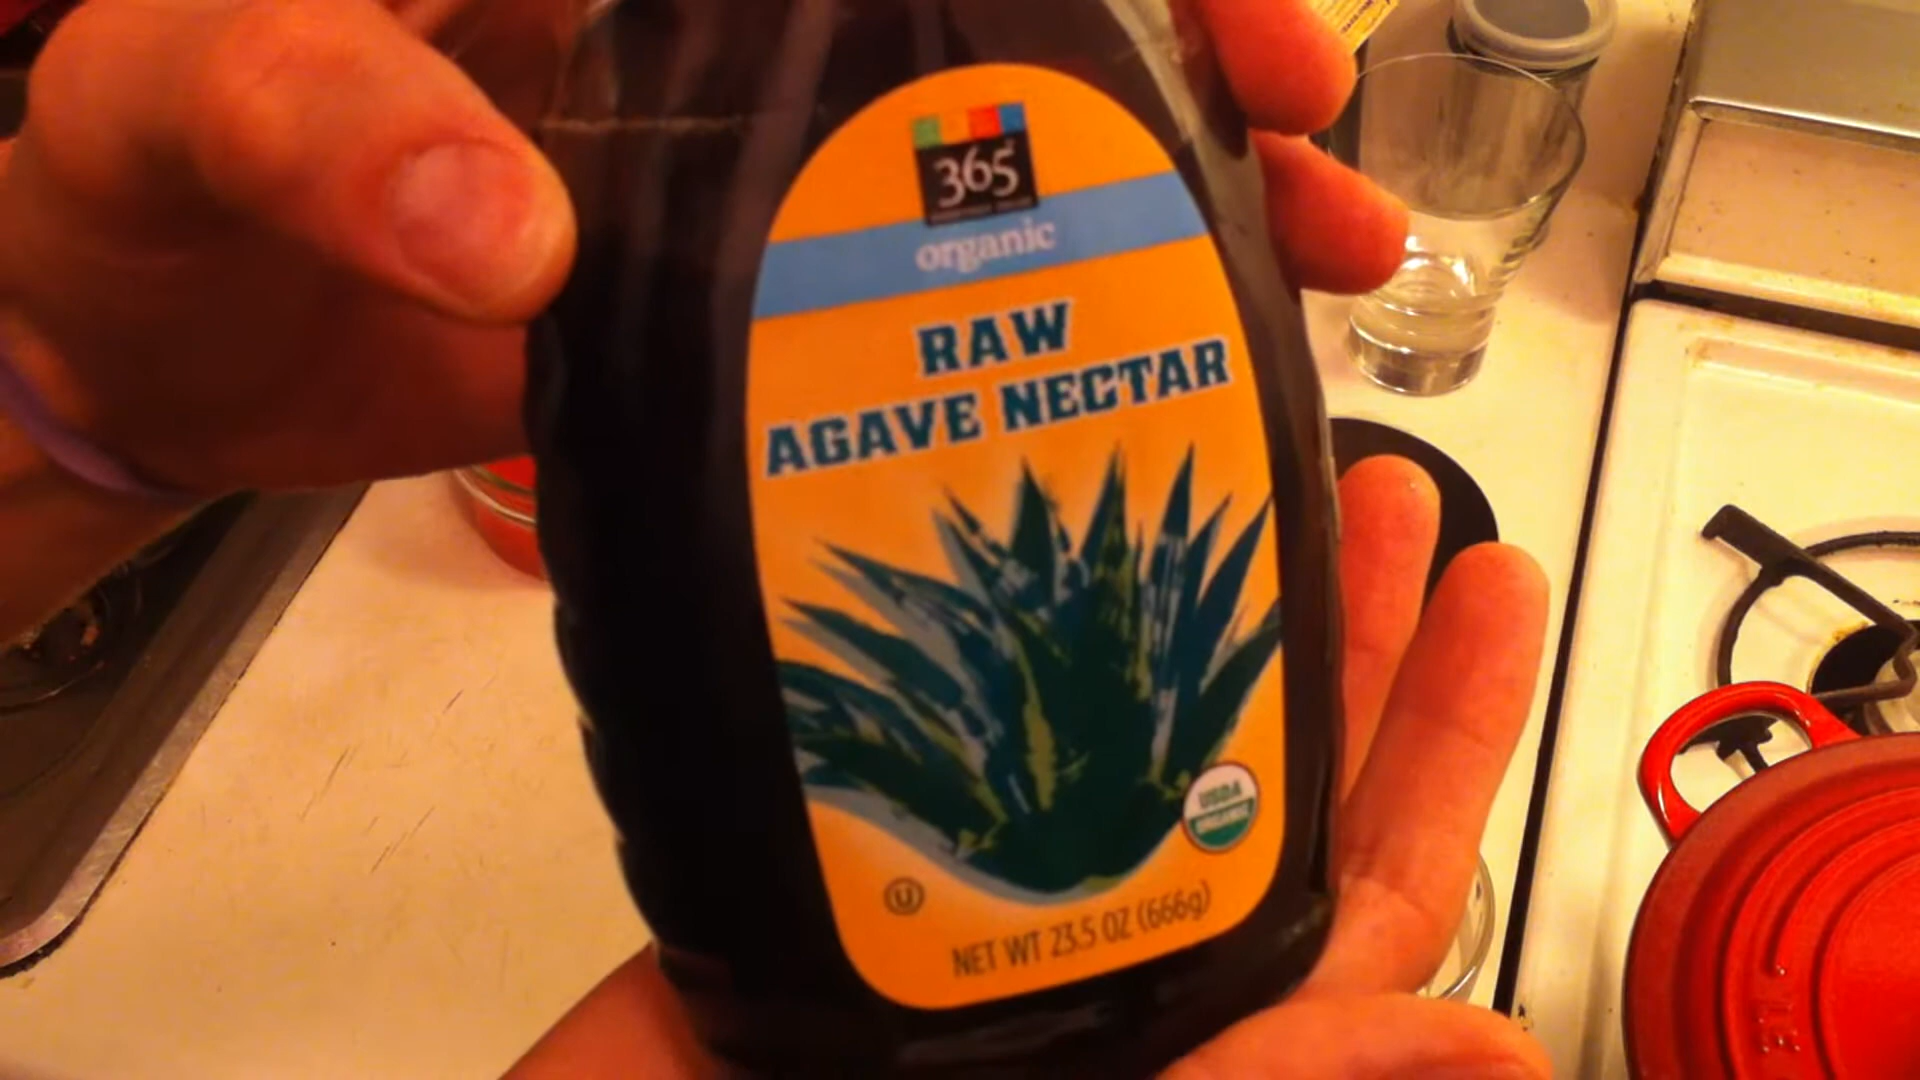 365
organic
RAW
AGAVE NECTAR
USDA
ORGANIC
U
NET WT 23.5 OZ (666g)